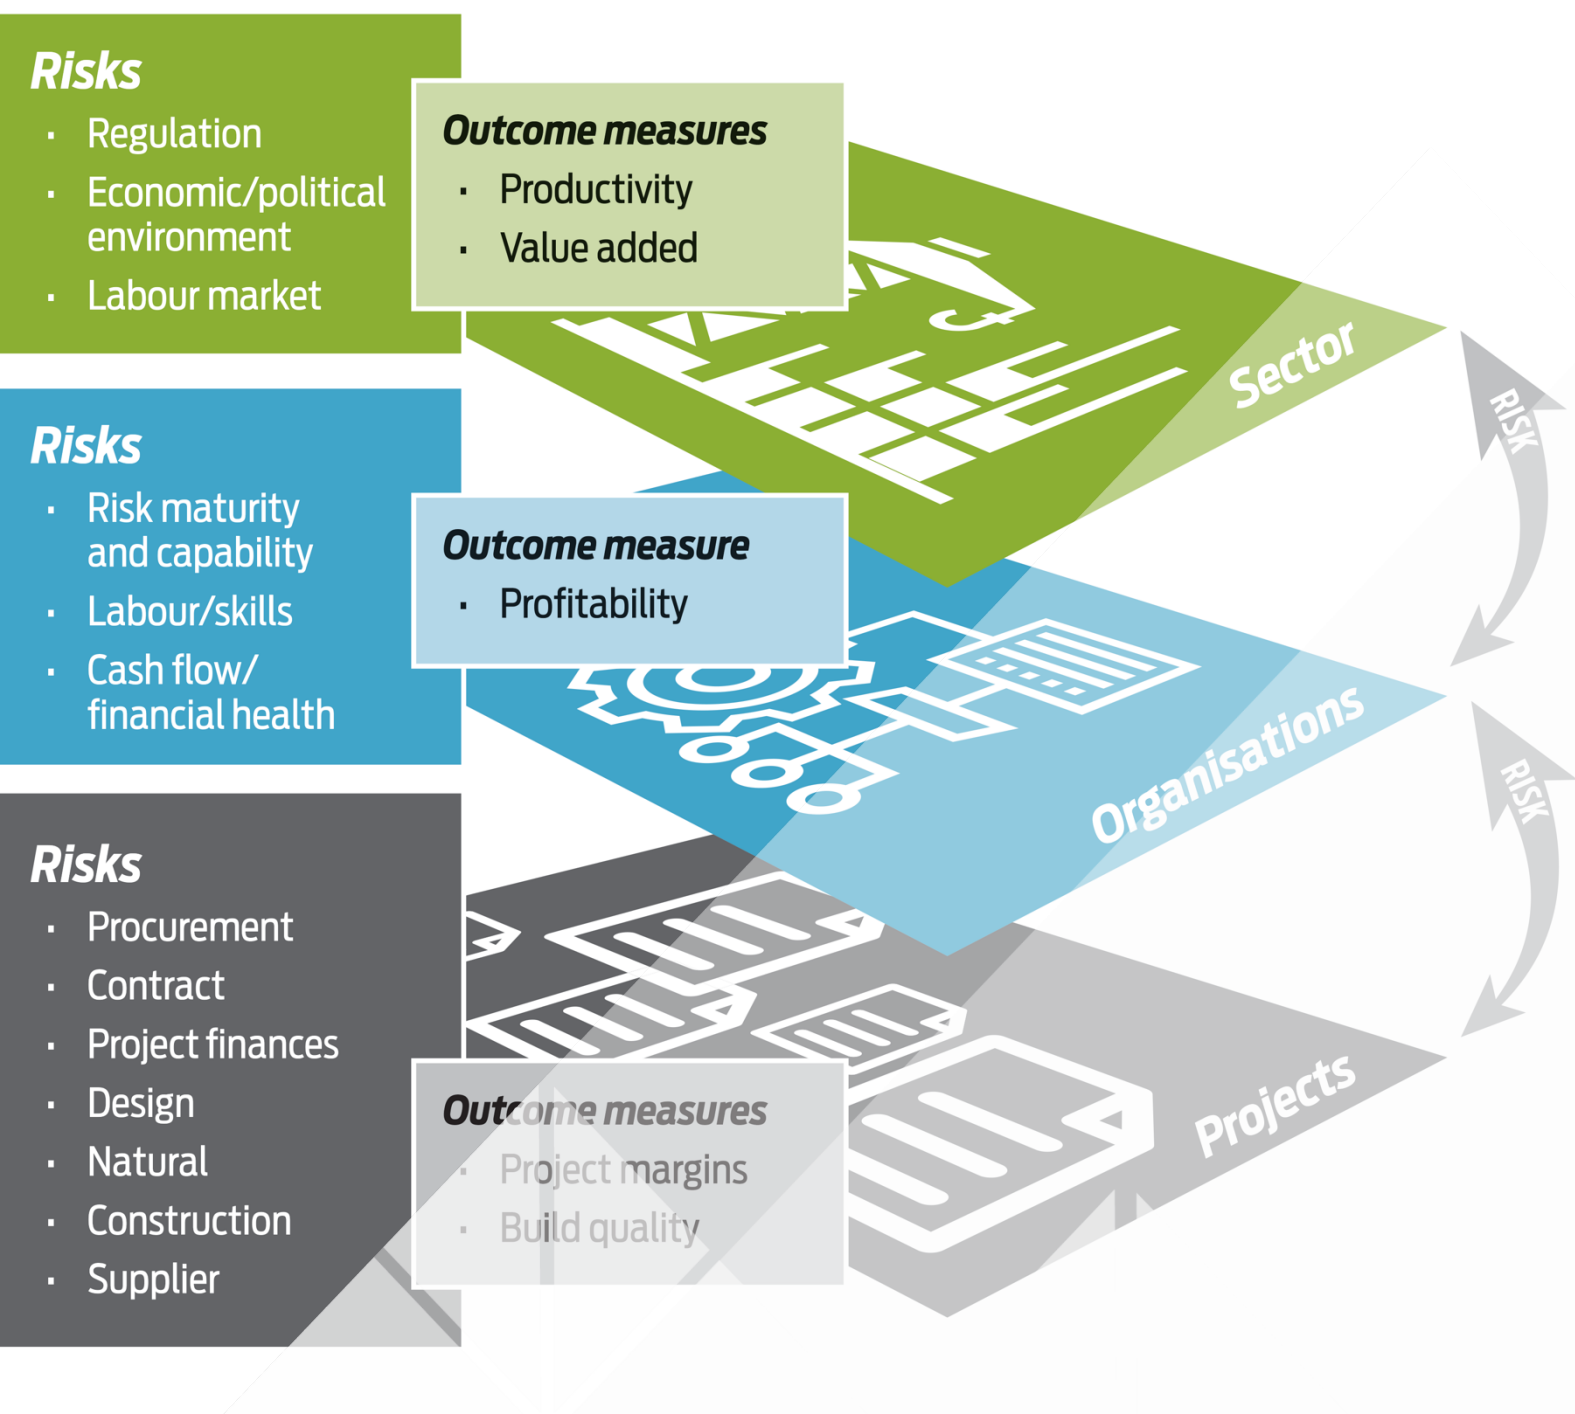 Risks
· Regulation
· Economic/political
environment
· Labour market
Outcome measures
· Productivity
· Value added
Sector
RISK
Risks
· Risk maturity
and capability
· Labour/skills
· Cash flow/
financial health
Outcome measure
· Profitability
Organisations
RISK
Risks
· Procurement
· Contract
· Project finances
· Design
· Natural
· Construction
· Supplier
Outcome measures
· Project margins
· Build quality
Projects